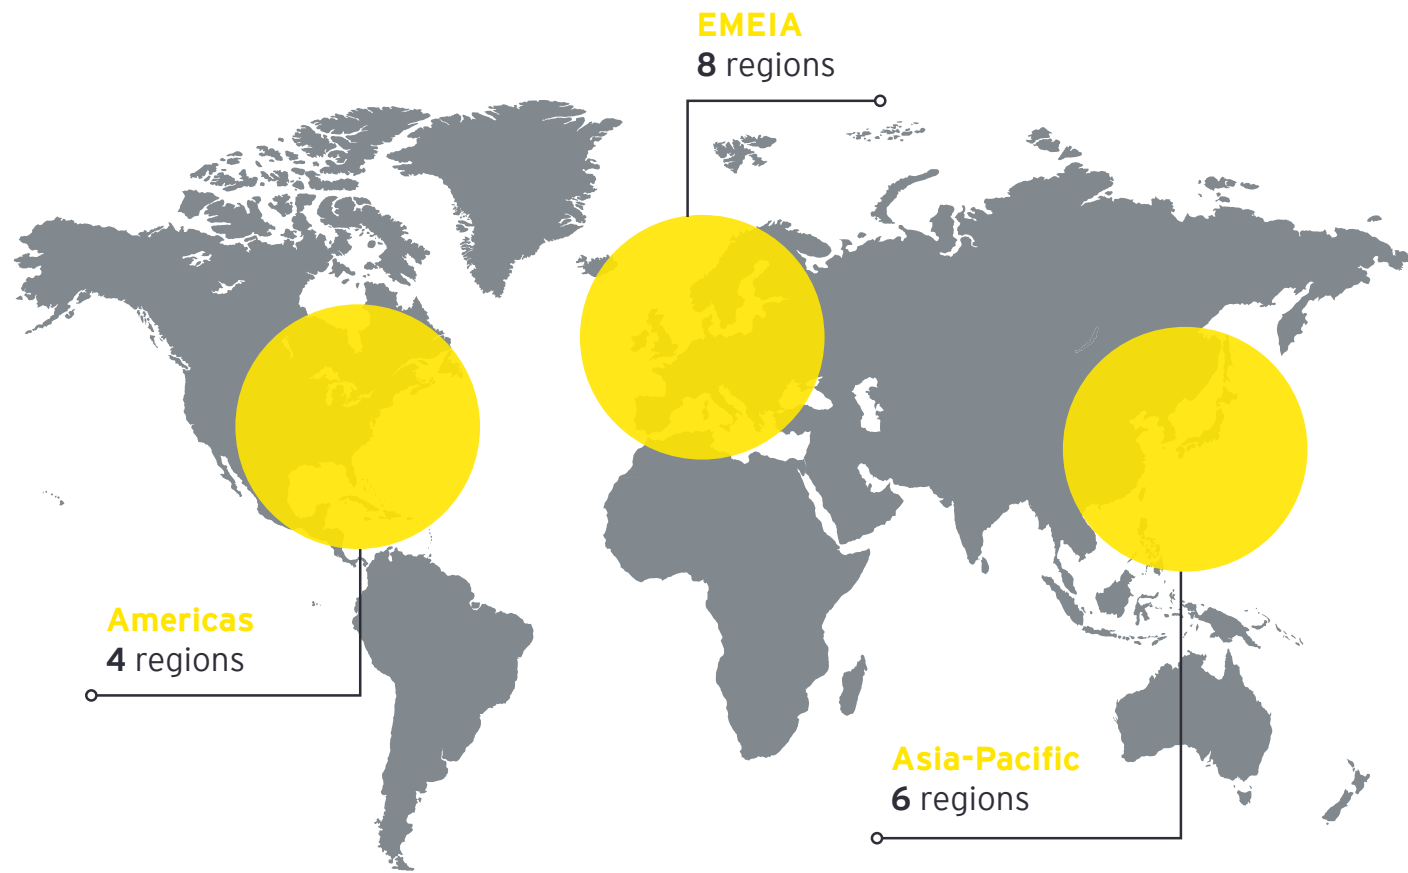 EMEIA
8 regions
Americas
4 regions
Asia-Pacific
6 regions